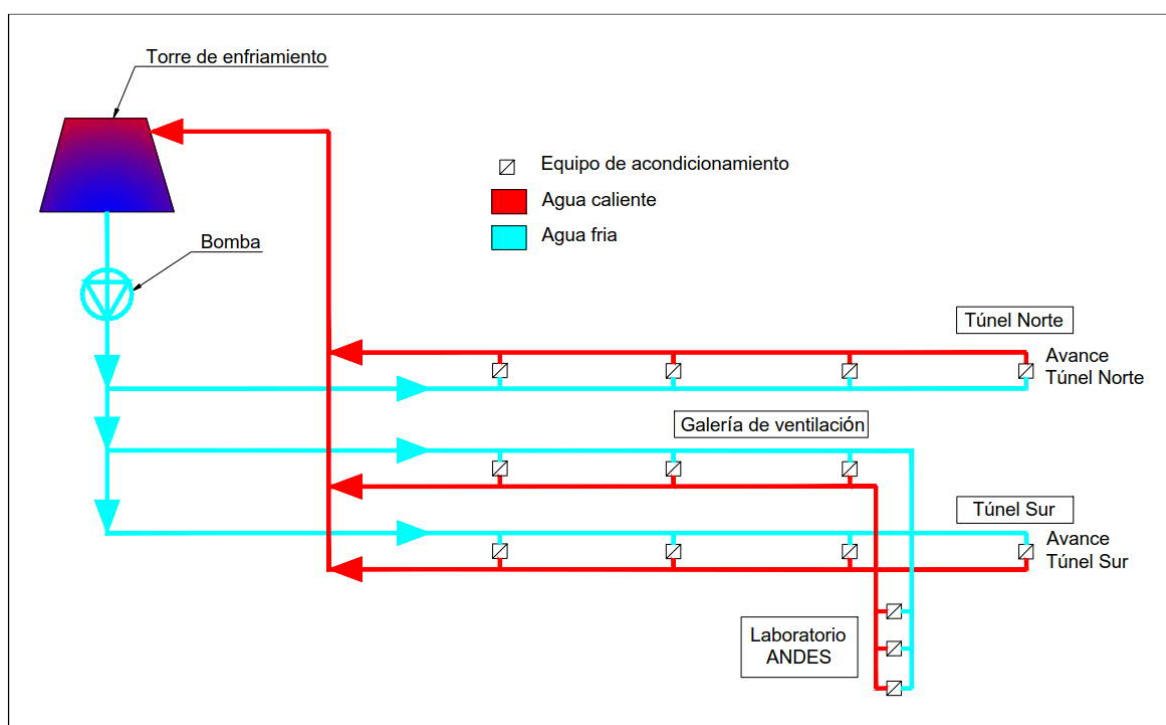 Torre de enfriamiento
Bomba
Equipo de acondicionamiento
Agua caliente
Agua fria
Túnel Norte
Avance
Túnel Norte
Galería de ventilación
Túnel Sur
Avance
Túnel Sur
Laboratorio
ANDES